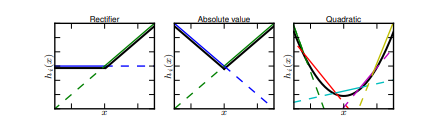 Rectifier
Absolute value
Quadratic
h_i(x)
h_i(x)
h_i(x)
x
x
x